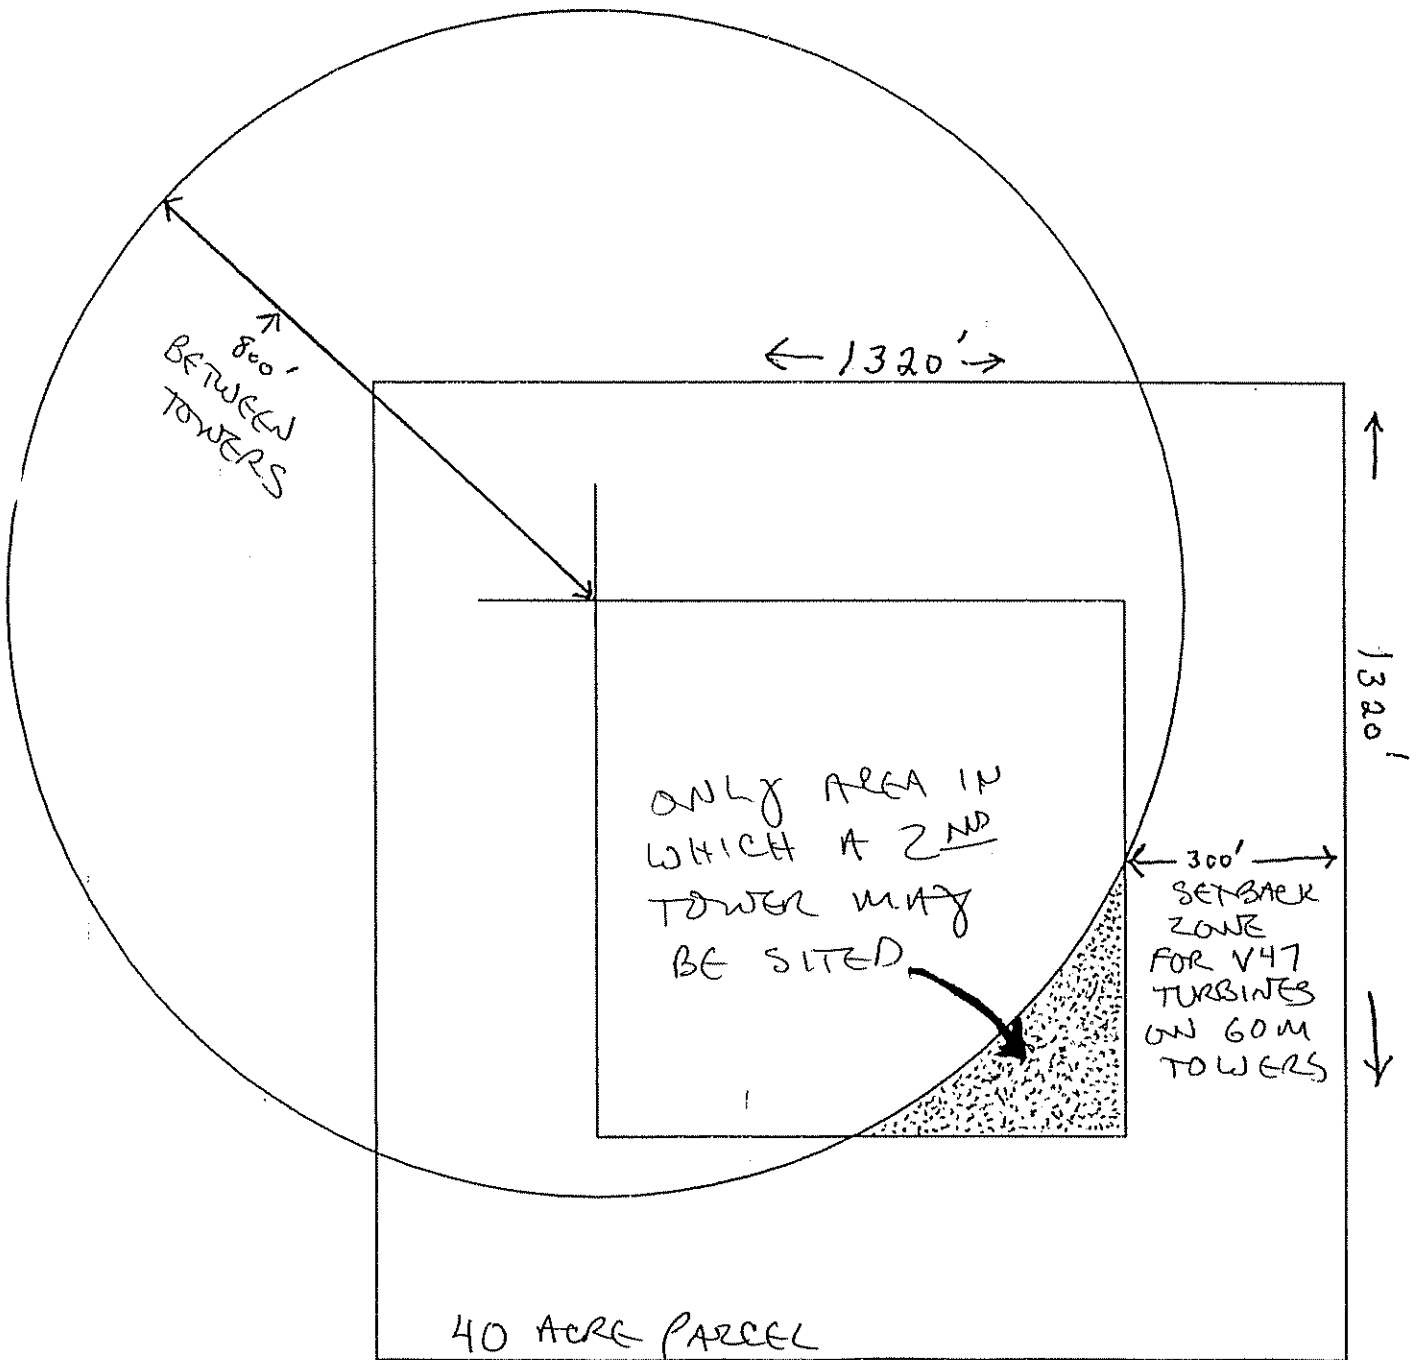 ← 1320' →
800'
BETWEEN
TOWERS
1320'
ONLY AREA IN
WHICH A 2ND
TOWER MAY
BE SITED
← 300' →
SETBACK
ZONE
FOR V47
TURBINES
ON 60M
TOWERS
40 ACRE PARCEL